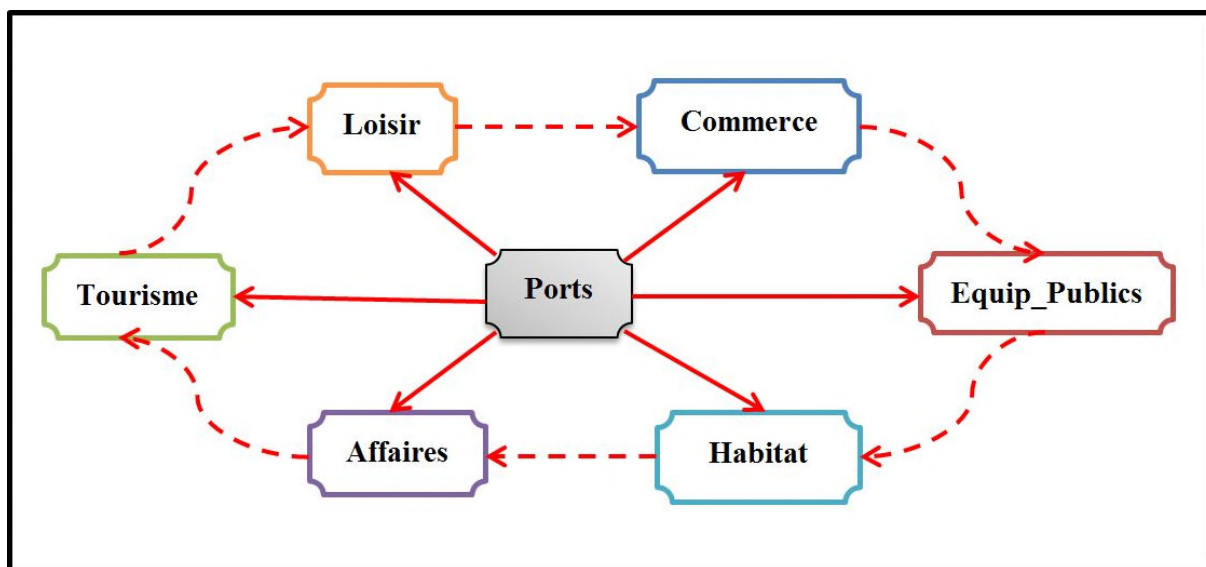 Loisir
Commerce
Tourisme
Ports
Equip_Publics
Affaires
Habitat